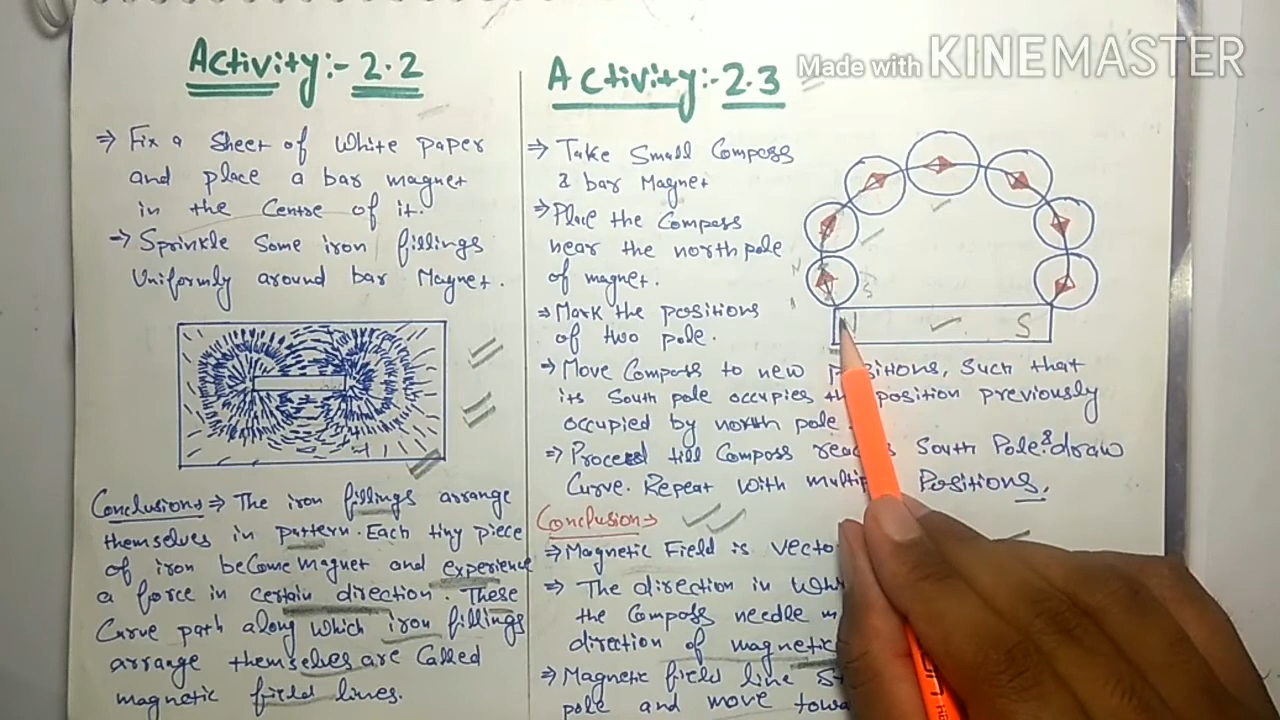 Made with KINEMASTER
Activity:- 2.2
⇒ Fix a sheet of White paper
and place a bar magnet
in the Centre of it.
⇒ Sprinkle Some iron fillings
Uniformly around bar Magnet.
Conclusion ⇒ The iron fillings arrange
themselves in pattern. Each tiny piece
of iron become magnet and experience
a force in certain direction. These
Curve path along which iron fillings
arrange themselves are Called
magnetic field lines.
Activity:- 2.3
⇒ Take Small Compass
& bar Magnet
⇒ Place the Compass
near the north pole
of magnet.
⇒ Mark the positions
of two pole.
N S
⇒ Move Compass to new positions, Such that
its South pole occupies the position previously
occupied by north pole.
⇒ Proceed till Compass South Pole & draw
Curve. Repeat With Positions.
Conclusion ⇒
⇒ Magnetic Field is
⇒ The direction in
the Compass needle
direction of magnetic
⇒ Magnetic field line
pole and move